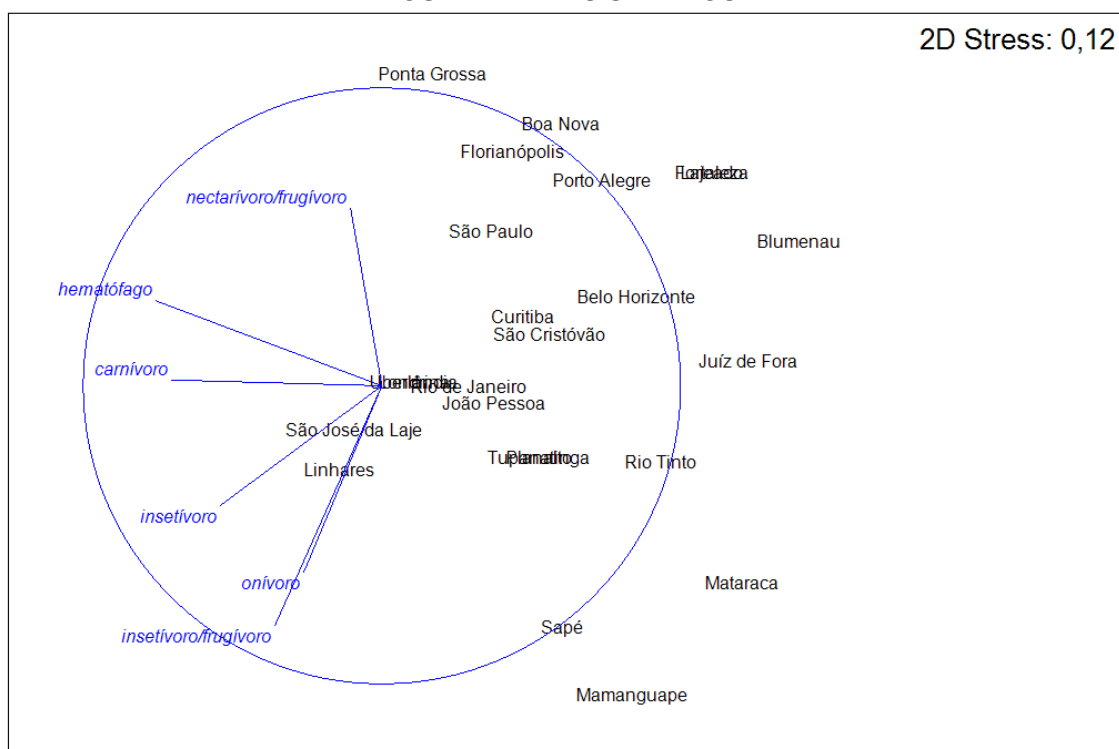 2D Stress: 0,12
Ponta Grossa
Boa Nova
Florianópolis
Porto Alegre
nectarívoro/frugívoro
São Paulo
Blumenau
hematófago
Belo Horizonte
Curitiba
São Cristóvão
Juíz de Fora
carnívoro
Rio de Janeiro
João Pessoa
São José da Laje
Rio Tinto
Linhares
insetívoro
onívoro
Mataraca
Sapé
insetívoro/frugívoro
Mamanguape